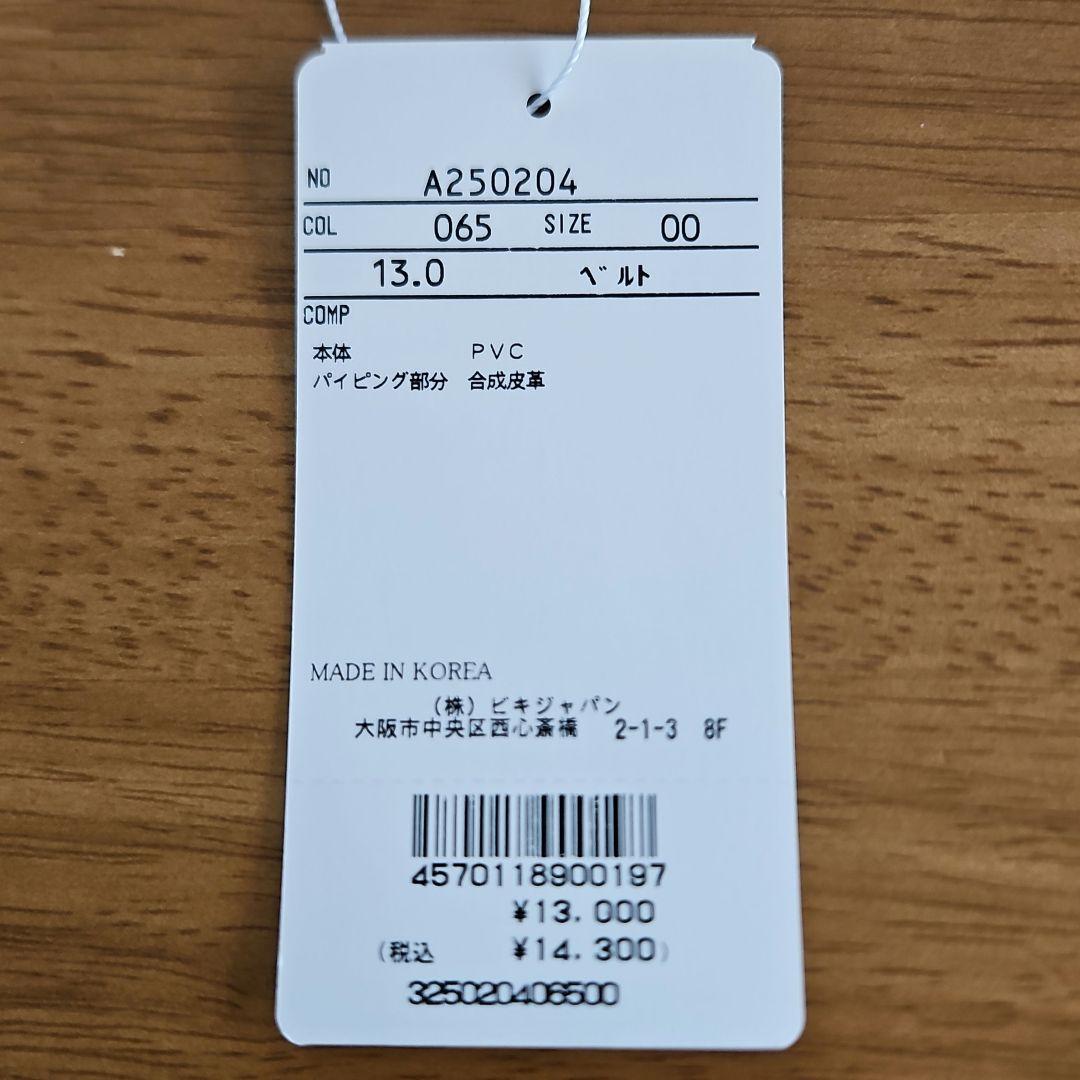 NO A250204
COL 065 SIZE 00
13.0 ﾍﾞﾙﾄ
COMP
本体 PVC
パイピング部分 合成皮革
MADE IN KOREA
（株）ビキジャパン
大阪市中央区西心斎橋 2-1-3 8F
4570118900197
¥13,000
(税込 ¥14,300)
325020406500